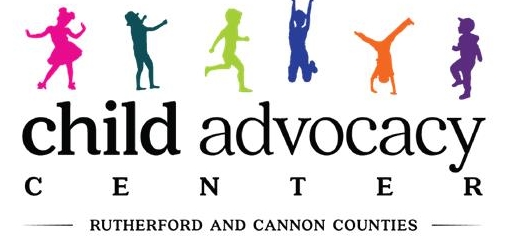 child advocacy
CENTER
RUTHERFORD AND CANNON COUNTIES